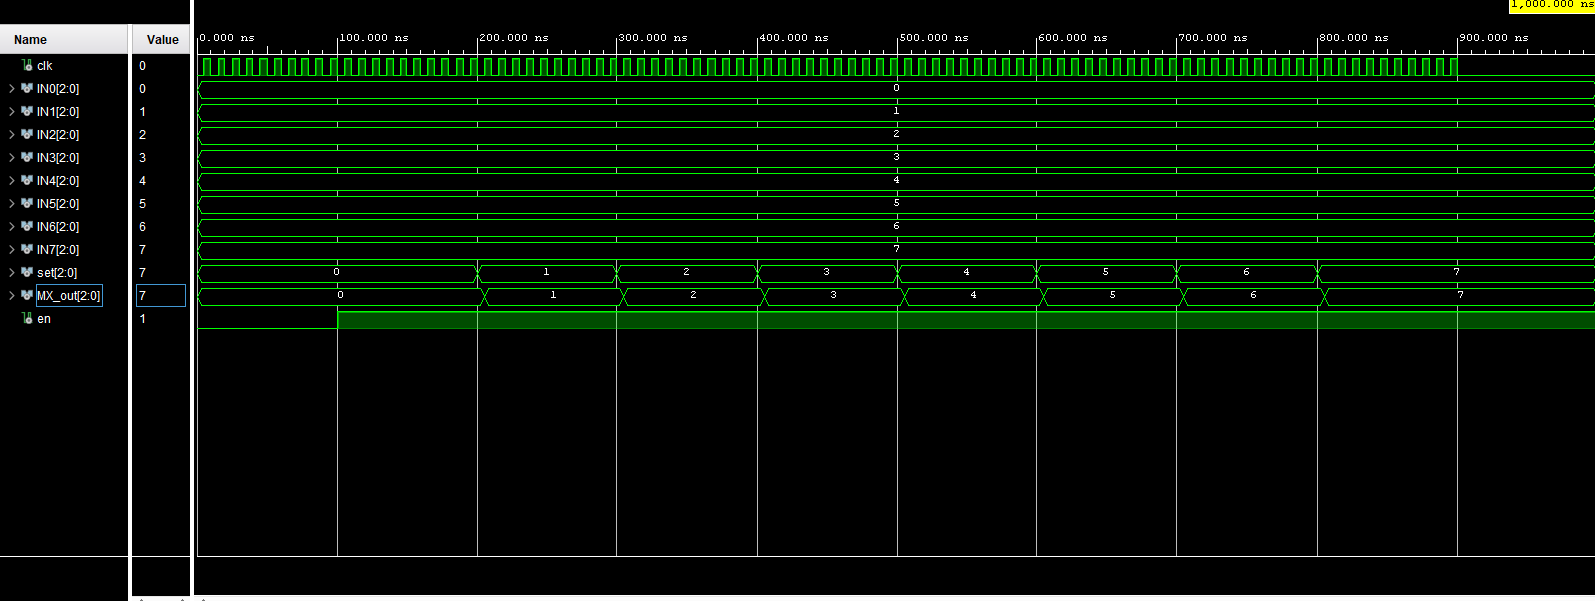 1,000.000 ns
Name Value 0.000 ns 100.000 ns 200.000 ns 300.000 ns 400.000 ns 500.000 ns 600.000 ns 700.000 ns 800.000 ns 900.000 ns
clk 0
IN0[2:0] 0 0
IN1[2:0] 1 1
IN2[2:0] 2 2
IN3[2:0] 3 3
IN4[2:0] 4 4
IN5[2:0] 5 5
IN6[2:0] 6 6
IN7[2:0] 7 7
set[2:0] 7 0 1 2 3 4 5 6 7
MX_out[2:0] 7 0 1 2 3 4 5 6 7
en 1